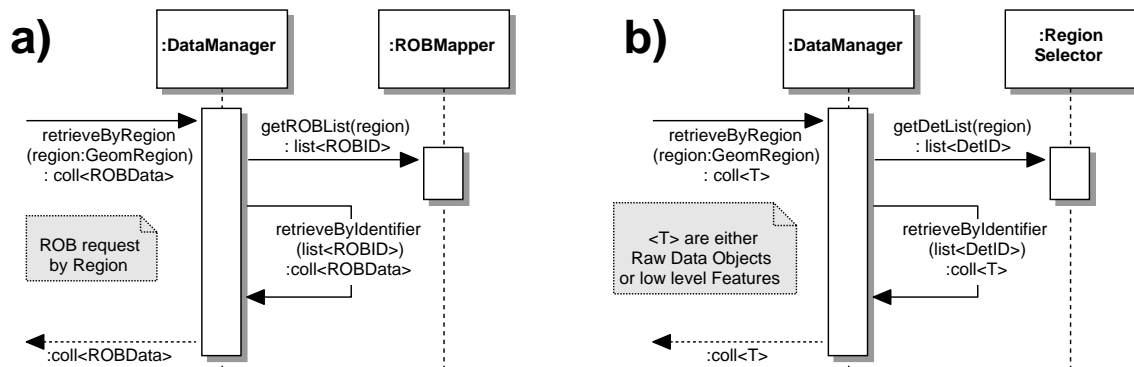 a)
:DataManager
:ROBMapper
retrieveByRegion
(region:GeomRegion)
: coll<ROBData>
getROBList(region)
: list<ROBID>
ROB request
by Region
retrieveByIdentifier
(list<ROBID>)
:coll<ROBData>
:coll<ROBData>
b)
:DataManager
:Region
Selector
retrieveByRegion
(region:GeomRegion)
: coll<T>
getDetList(region)
: list<DetID>
<T> are either
Raw Data Objects
or low level Features
retrieveByIdentifier
(list<DetID>)
:coll<T>
:coll<T>